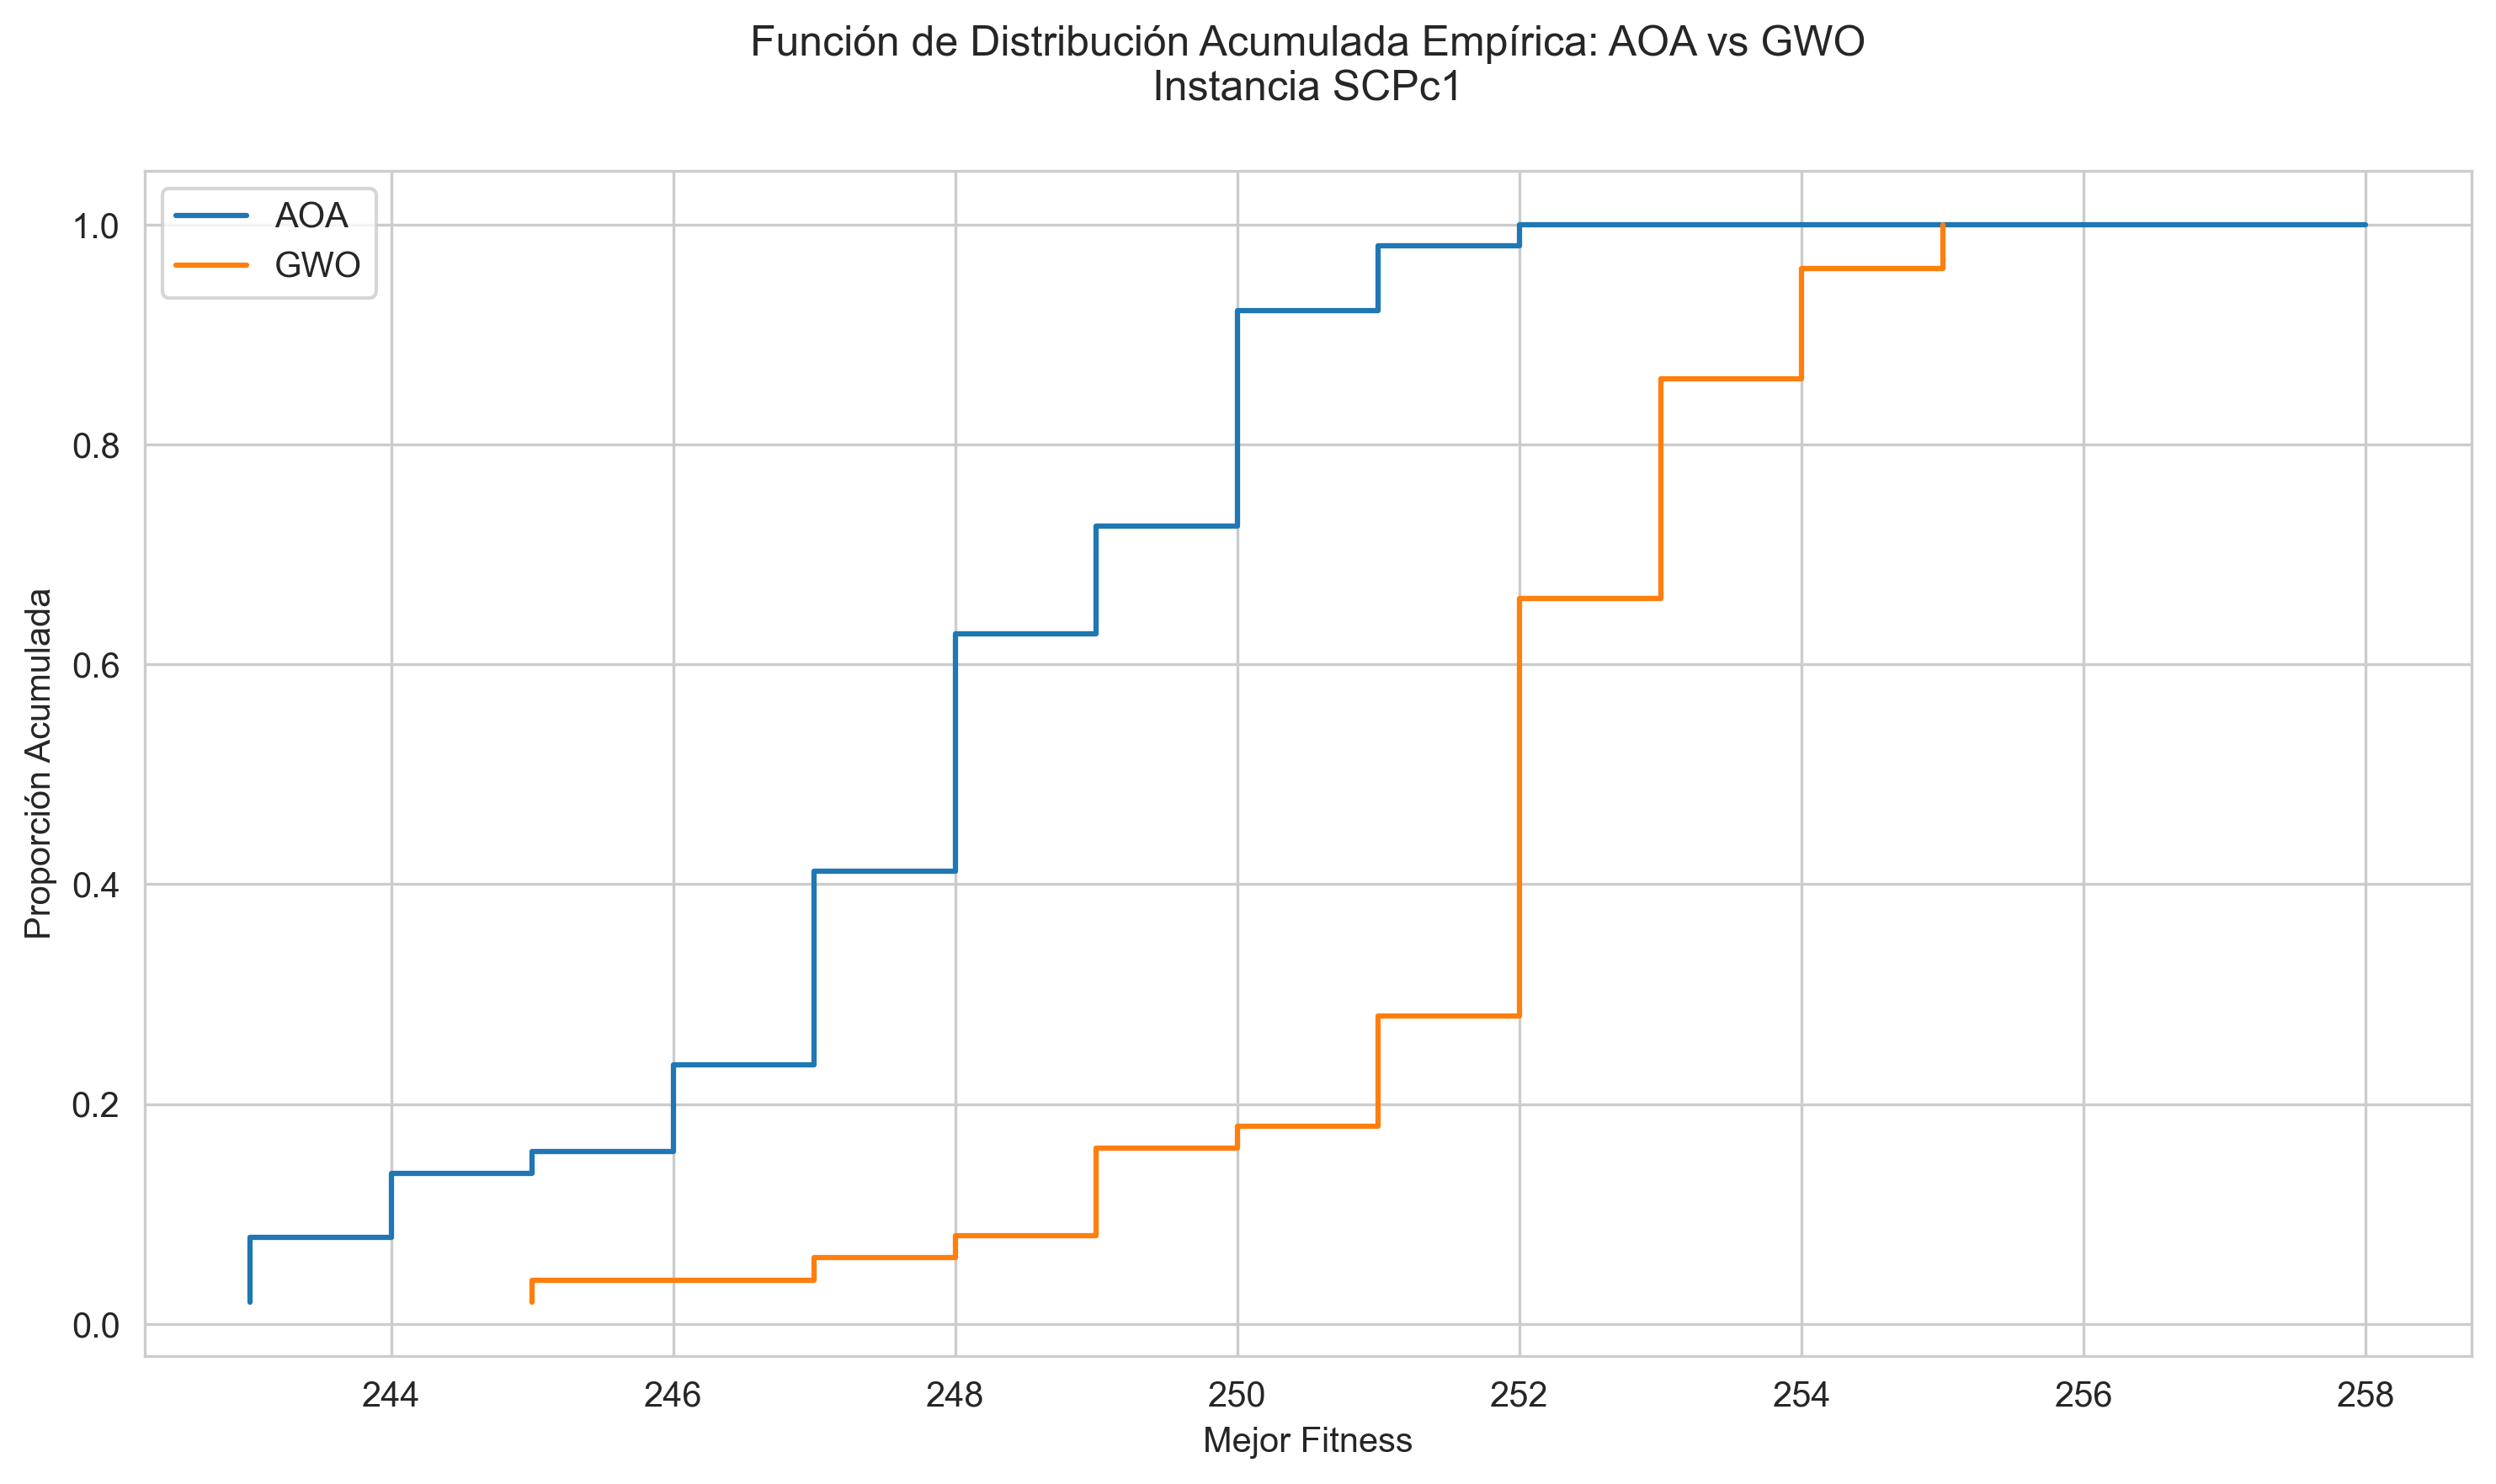 Función de Distribución Acumulada Empírica: AOA vs GWO
Instancia SCPc1
AOA
GWO
1.0
0.8
0.6
0.4
0.2
0.0
Proporción Acumulada
244 246 248 250 252 254 256 258
Mejor Fitness